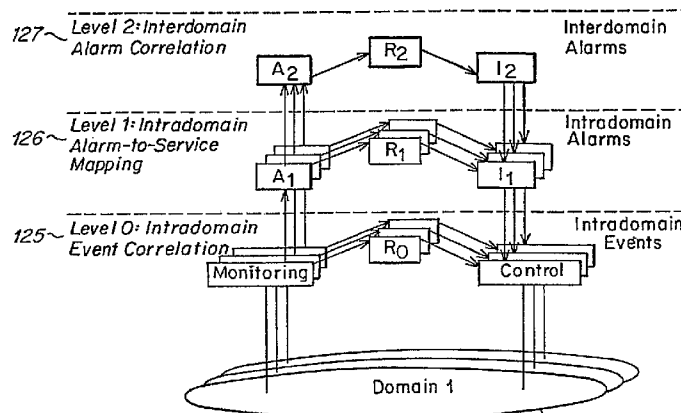 127 Level 2: Interdomain Alarm Correlation
Interdomain Alarms
A2
R2
I2
126 Level 1: Intradomain Alarm-to-Service Mapping
Intradomain Alarms
A1
R1
I1
125 Level 0: Intradomain Event Correlation
Intradomain Events
Monitoring
R0
Control
Domain 1